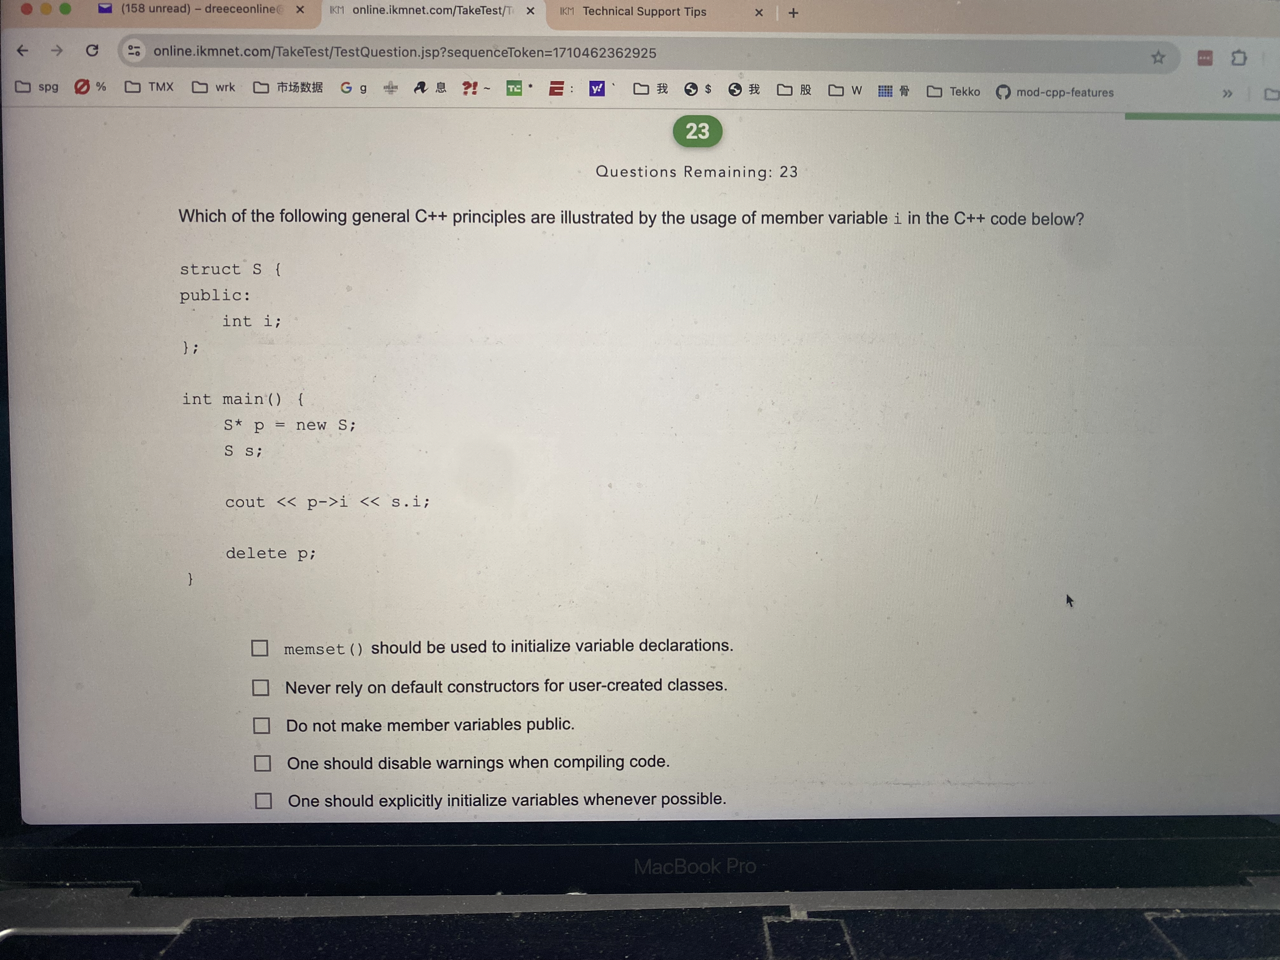 (158 unread) – dreeceonline
IKM online.ikmnet.com/TakeTest/T
IKM Technical Support Tips
online.ikmnet.com/TakeTest/TestQuestion.jsp?sequenceToken=1710462362925
spg % TMX wrk 市场数据 G g 息 ?! ~ TC : y! 我 $ 我 股 W 骨 Tekko mod-cpp-features »
23
Questions Remaining: 23
Which of the following general C++ principles are illustrated by the usage of member variable i in the C++ code below?
struct S {
public:
int i;
};
int main() {
S* p = new S;
S s;
cout << p->i << s.i;
delete p;
}
memset() should be used to initialize variable declarations.
Never rely on default constructors for user-created classes.
Do not make member variables public.
One should disable warnings when compiling code.
One should explicitly initialize variables whenever possible.
MacBook Pro